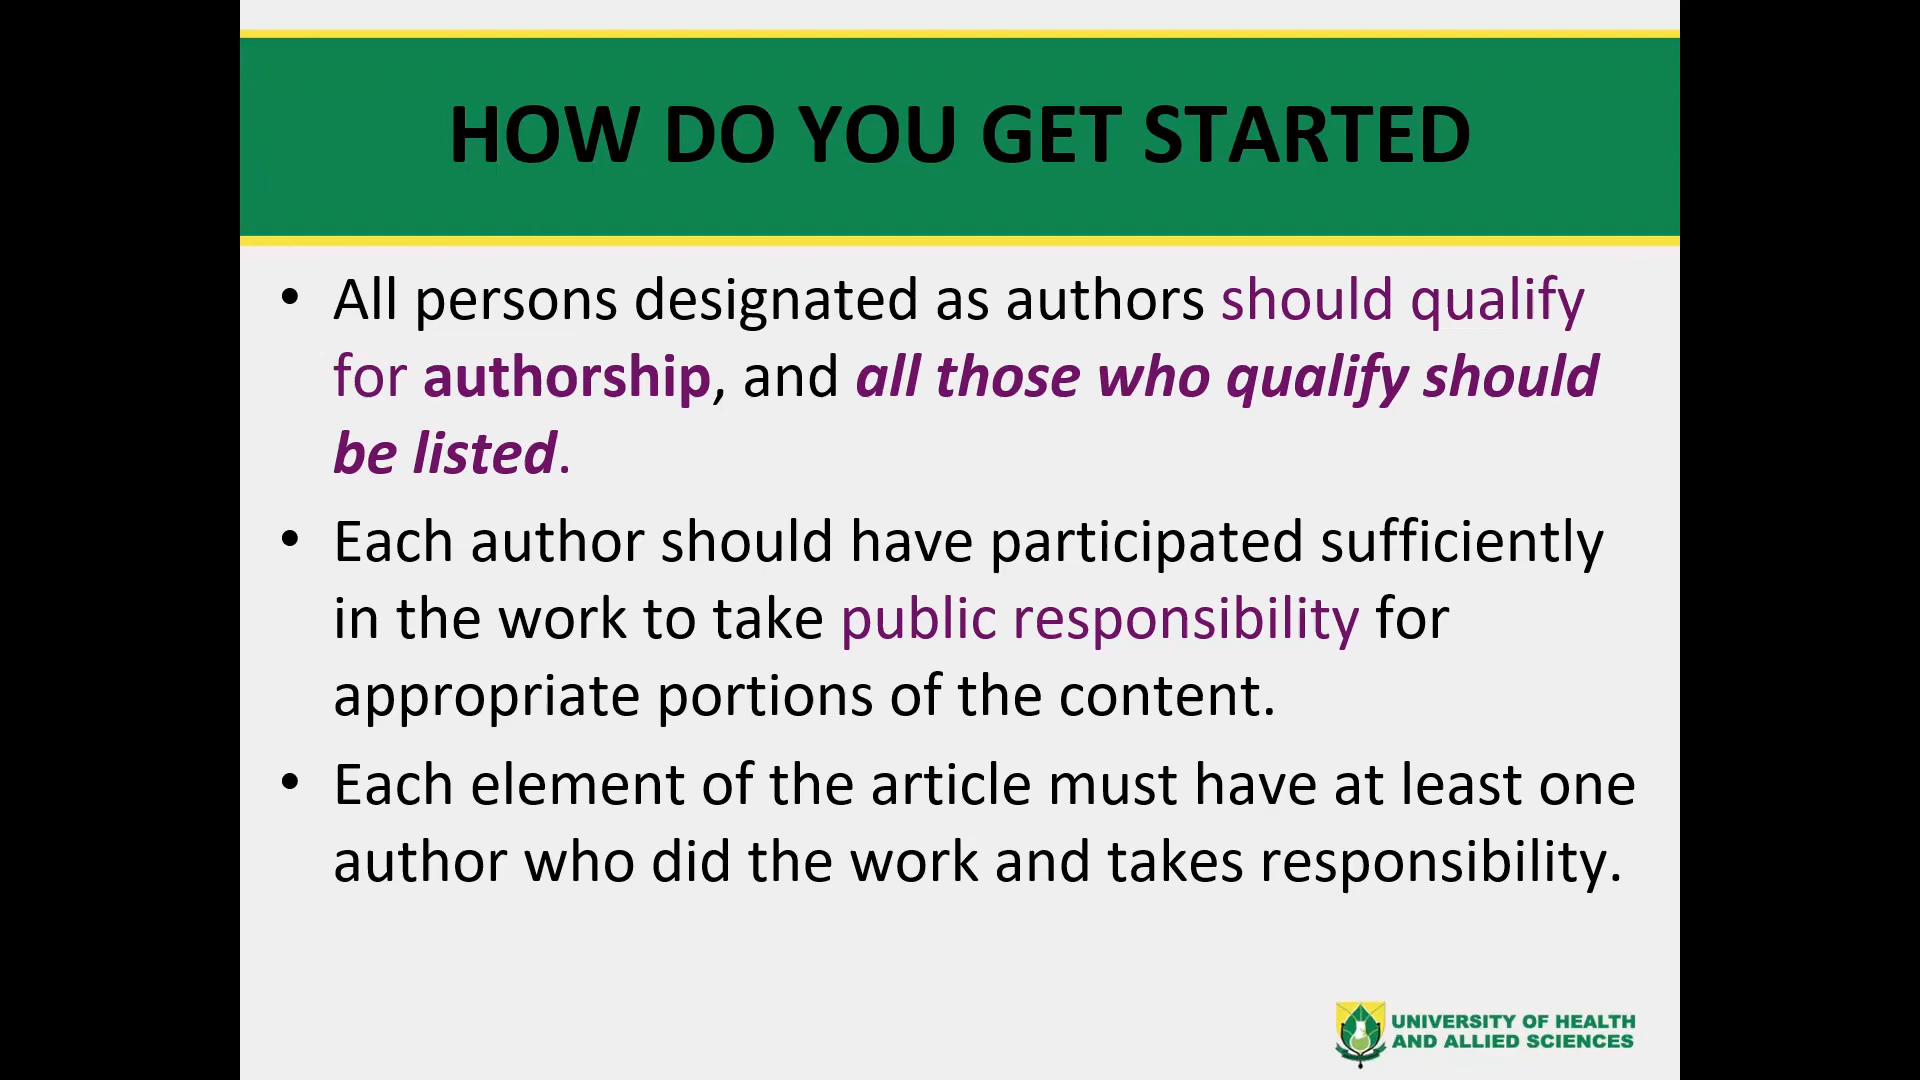 HOW DO YOU GET STARTED
• All persons designated as authors should qualify
for authorship, and all those who qualify should
be listed.
• Each author should have participated sufficiently
in the work to take public responsibility for
appropriate portions of the content.
• Each element of the article must have at least one
author who did the work and takes responsibility.
UNIVERSITY OF HEALTH
AND ALLIED SCIENCES